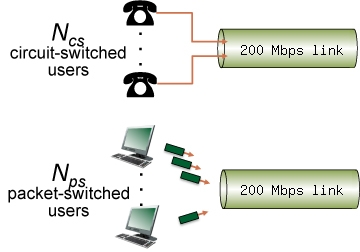 Ncs
circuit-switched
users
200 Mbps link
Nps
packet-switched
users
200 Mbps link